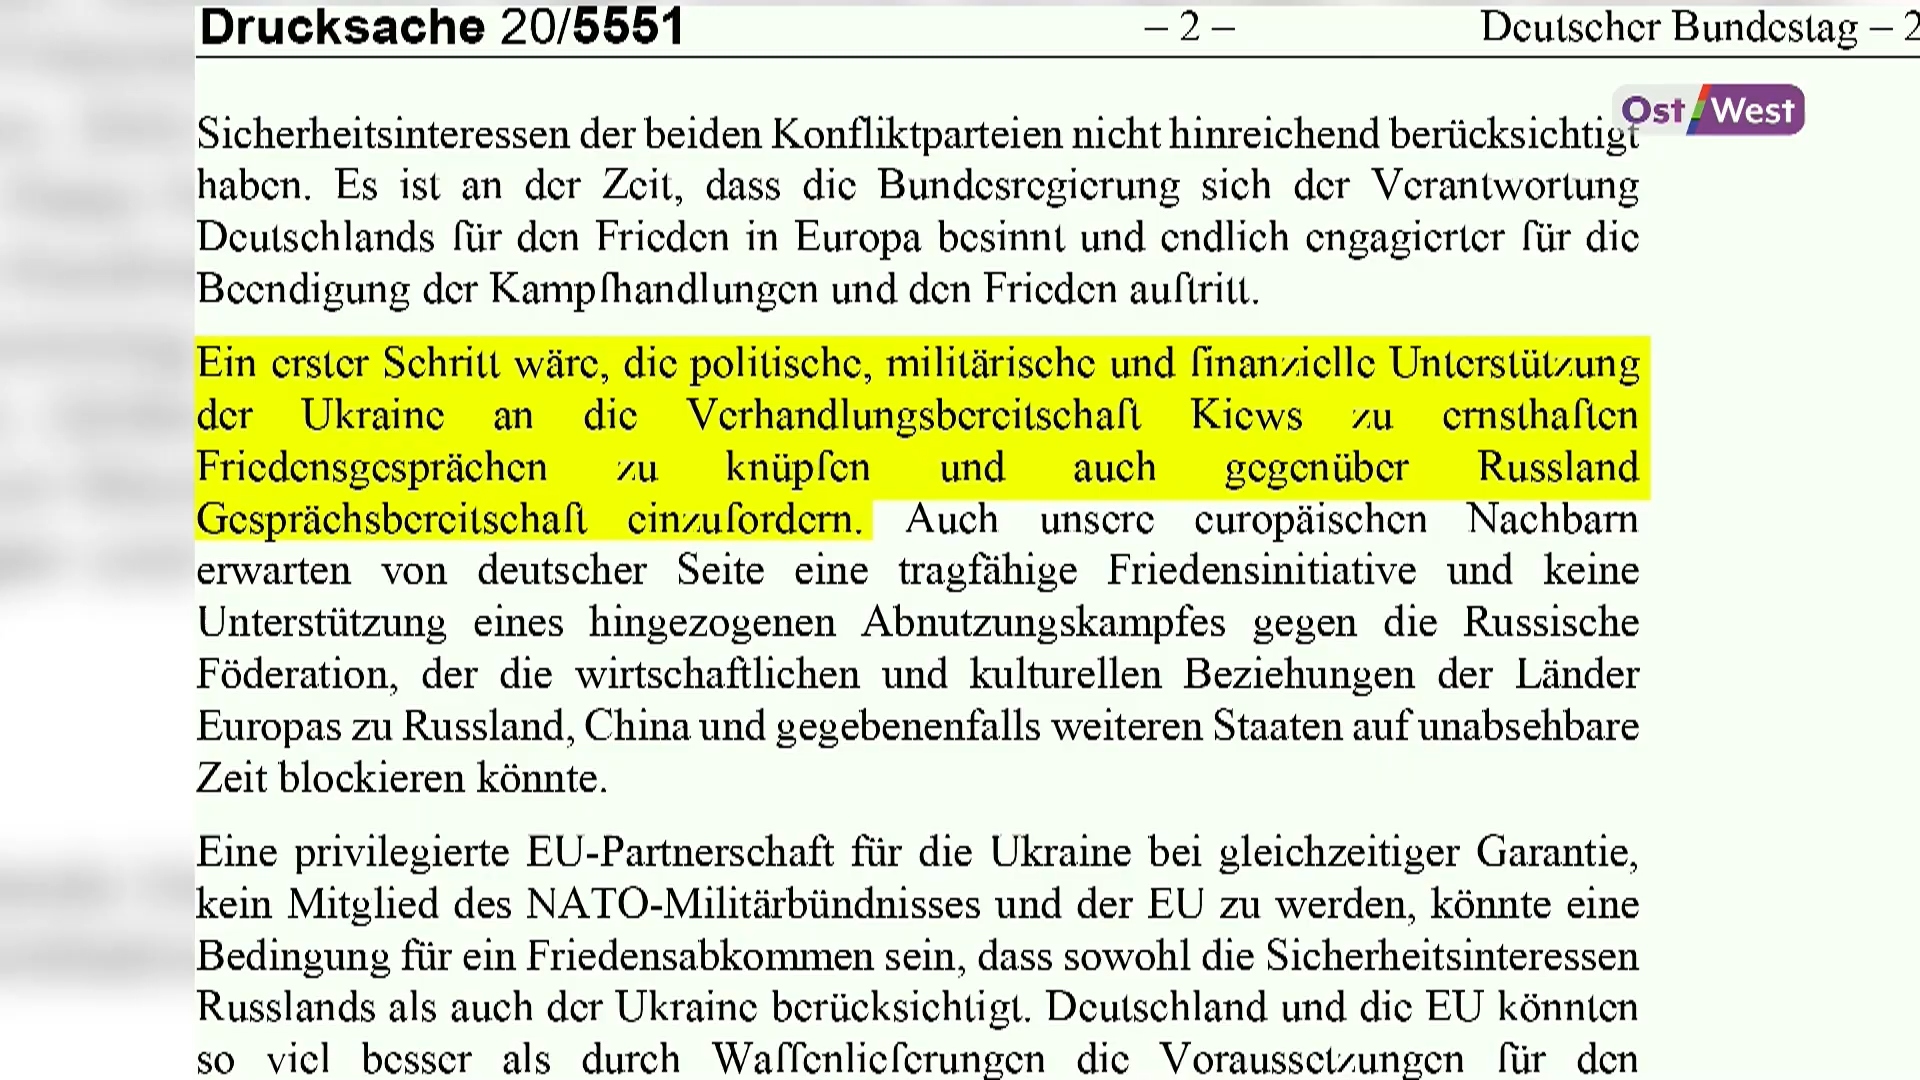 Drucksache 20/5551 – 2 – Deutscher Bundestag – 2
Ost/West
Sicherheitsinteressen der beiden Konfliktparteien nicht hinreichend berücksichtigt
haben. Es ist an der Zeit, dass die Bundesregierung sich der Verantwortung
Deutschlands für den Frieden in Europa besinnt und endlich engagierter für die
Beendigung der Kampfhandlungen und den Frieden auftritt.
Ein erster Schritt wäre, die politische, militärische und finanzielle Unterstützung
der Ukraine an die Verhandlungsbereitschaft Kiews zu ernsthaften
Friedensgesprächen zu knüpfen und auch gegenüber Russland
Gesprächsbereitschaft einzufordern. Auch unsere europäischen Nachbarn
erwarten von deutscher Seite eine tragfähige Friedensinitiative und keine
Unterstützung eines hingezogenen Abnutzungskampfes gegen die Russische
Föderation, der die wirtschaftlichen und kulturellen Beziehungen der Länder
Europas zu Russland, China und gegebenenfalls weiteren Staaten auf unabsehbare
Zeit blockieren könnte.
Eine privilegierte EU-Partnerschaft für die Ukraine bei gleichzeitiger Garantie,
kein Mitglied des NATO-Militärbündnisses und der EU zu werden, könnte eine
Bedingung für ein Friedensabkommen sein, dass sowohl die Sicherheitsinteressen
Russlands als auch der Ukraine berücksichtigt. Deutschland und die EU könnten
so viel besser als durch Waffenlieferungen die Voraussetzungen für den